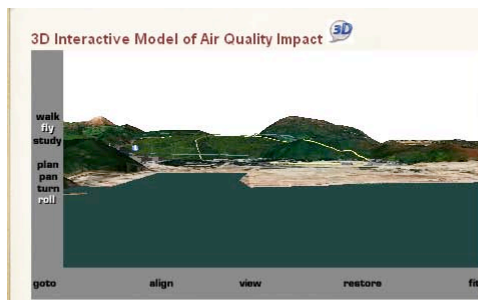 3D Interactive Model of Air Quality Impact 3D
walk
fly
study
plan
pan
turn
roll
goto align view restore fit